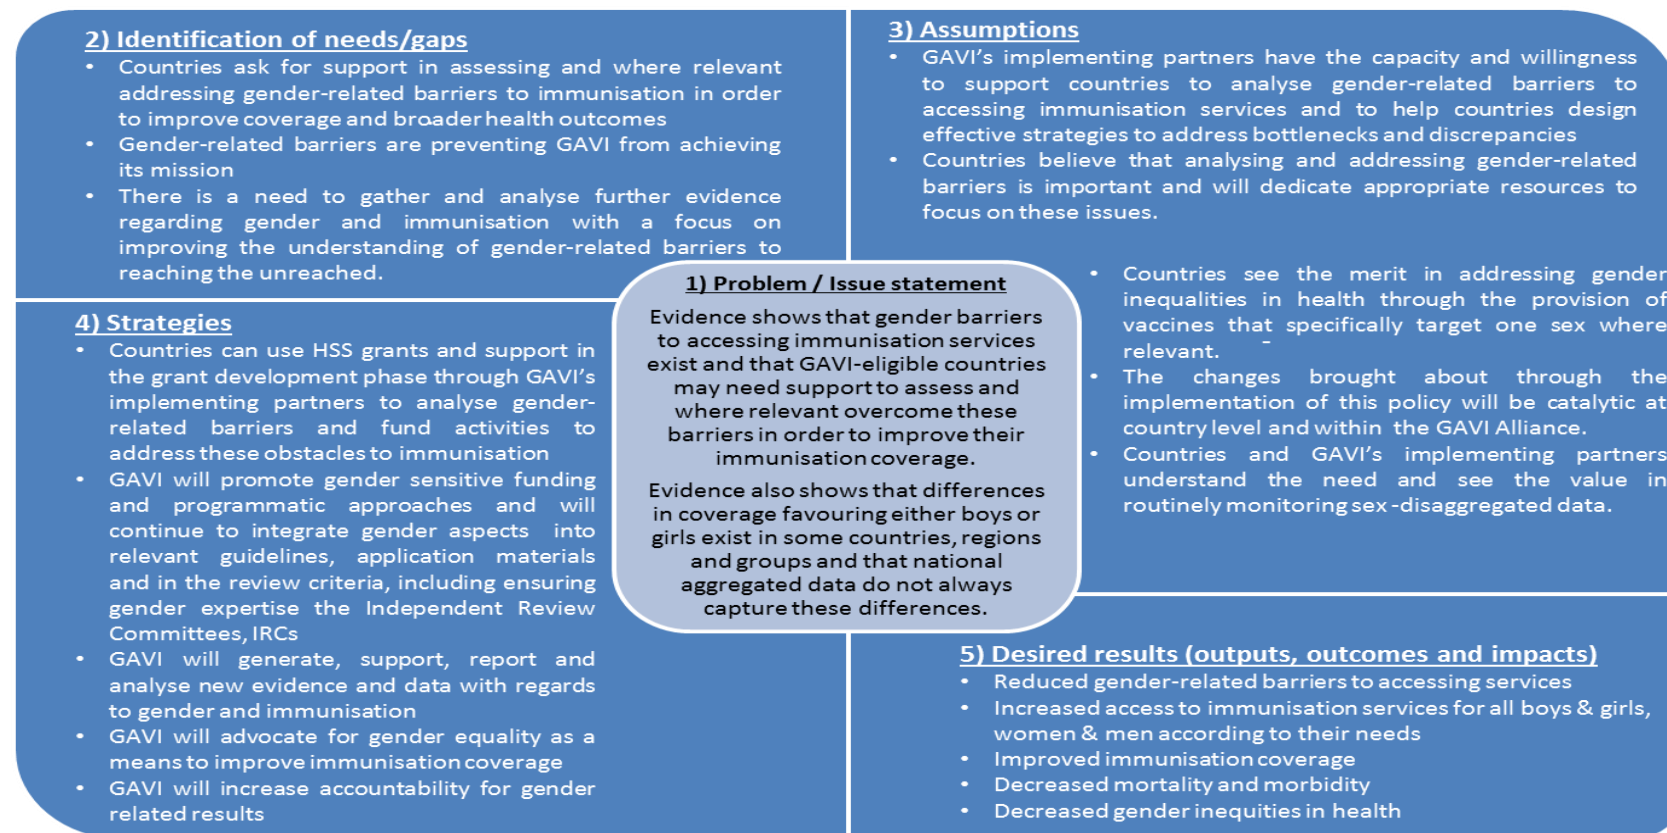 2) Identification of needs/gaps
• Countries ask for support in assessing and where relevant
addressing gender-related barriers to immunisation in order
to improve coverage and broader health outcomes
• Gender-related barriers are preventing GAVI from achieving
its mission
• There is a need to gather and analyse further evidence
regarding gender and immunisation with a focus on
improving the understanding of gender-related barriers to
reaching the unreached.
3) Assumptions
• GAVI's implementing partners have the capacity and willingness
to support countries to analyse gender-related barriers to
accessing immunisation services and to help countries design
effective strategies to address bottlenecks and discrepancies
• Countries believe that analysing and addressing gender-related
barriers is important and will dedicate appropriate resources to
focus on these issues.
• Countries see the merit in addressing gender
inequalities in health through the provision of
vaccines that specifically target one sex where
relevant.
• The changes brought about through the
implementation of this policy will be catalytic at
country level and within the GAVI Alliance.
• Countries and GAVI's implementing partners
understand the need and see the value in
routinely monitoring sex-disaggregated data.
1) Problem / Issue statement
Evidence shows that gender barriers
to accessing immunisation services
exist and that GAVI-eligible countries
may need support to assess and
where relevant overcome these
barriers in order to improve their
immunisation coverage.
Evidence also shows that differences
in coverage favouring either boys or
girls exist in some countries, regions
and groups and that national
aggregated data do not always
capture these differences.
4) Strategies
• Countries can use HSS grants and support in
the grant development phase through GAVI's
implementing partners to analyse gender-
related barriers and fund activities to
address these obstacles to immunisation
• GAVI will promote gender sensitive funding
and programmatic approaches and will
continue to integrate gender aspects into
relevant guidelines, application materials
and in the review criteria, including ensuring
gender expertise the Independent Review
Committees, IRCs
• GAVI will generate, support, report and
analyse new evidence and data with regards
to gender and immunisation
• GAVI will advocate for gender equality as a
means to improve immunisation coverage
• GAVI will increase accountability for gender
related results
5) Desired results (outputs, outcomes and impacts)
• Reduced gender-related barriers to accessing services
• Increased access to immunisation services for all boys & girls,
women & men according to their needs
• Improved immunisation coverage
• Decreased mortality and morbidity
• Decreased gender inequities in health